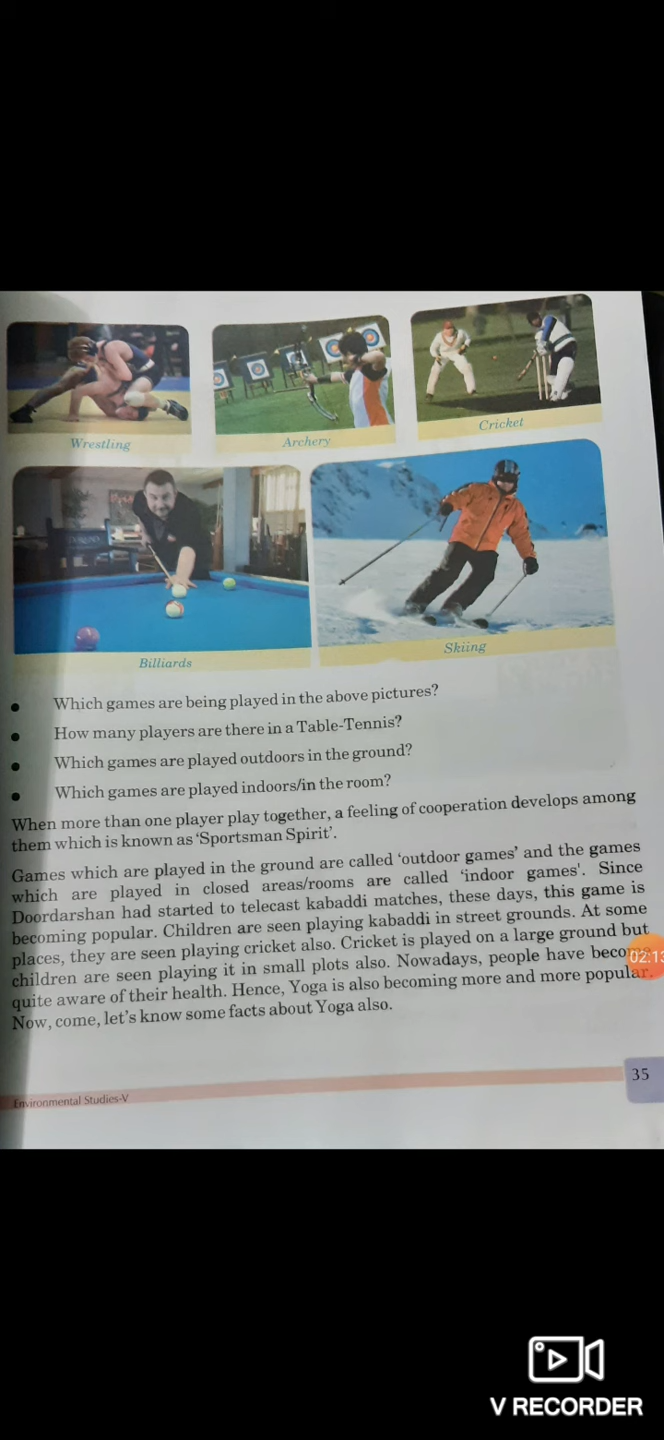 Wrestling
Archery
Cricket
Billiards
Skiing
• Which games are being played in the above pictures?
• How many players are there in a Table-Tennis?
• Which games are played outdoors in the ground?
• Which games are played indoors/in the room?
When more than one player play together, a feeling of cooperation develops among
them which is known as 'Sportsman Spirit'.
Games which are played in the ground are called 'outdoor games' and the games
which are played in closed areas/rooms are called 'indoor games'. Since
Doordarshan had started to telecast kabaddi matches, these days, this game is
becoming popular. Children are seen playing kabaddi in street grounds. At some
places, they are seen playing cricket also. Cricket is played on a large ground but
children are seen playing it in small plots also. Nowadays, people have become
quite aware of their health. Hence, Yoga is also becoming more and more popular.
Now, come, let's know some facts about Yoga also.
02:13
35
Environmental Studies-V
V RECORDER